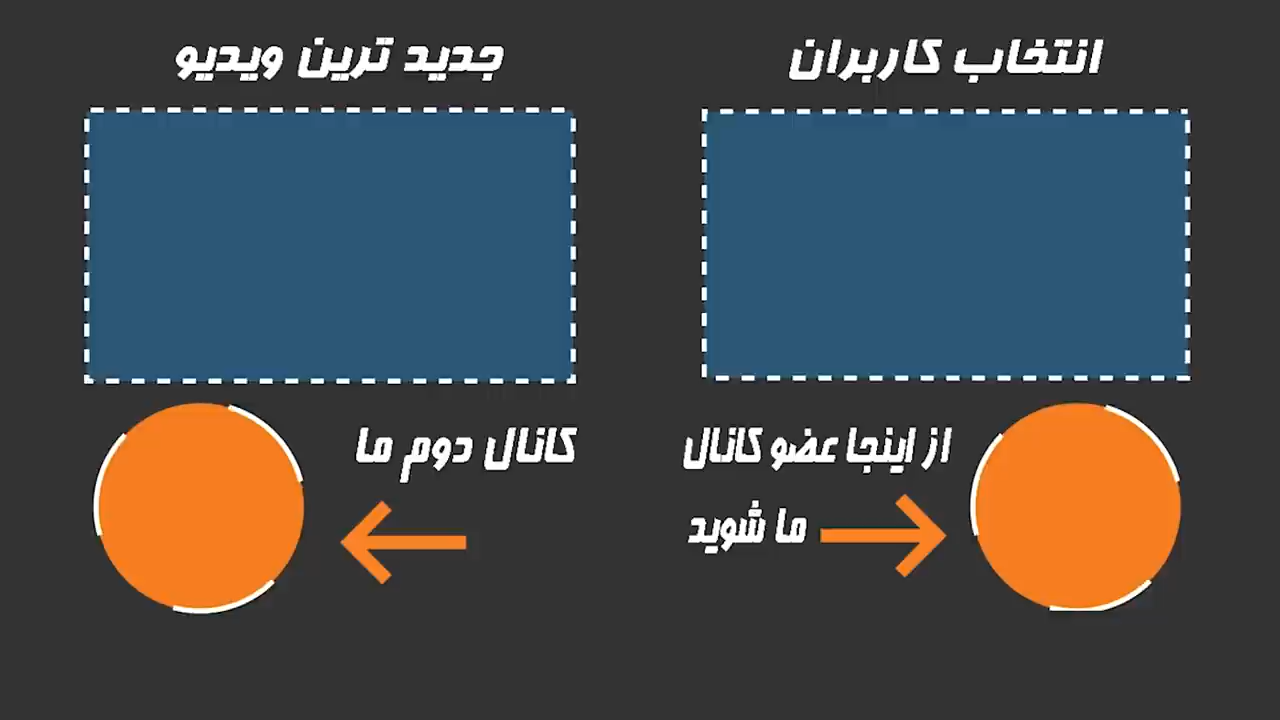 انتخاب کاربران
جدید ترین ویدیو
از اینجا عضو کانال
ما شوید
کانال دوم ما